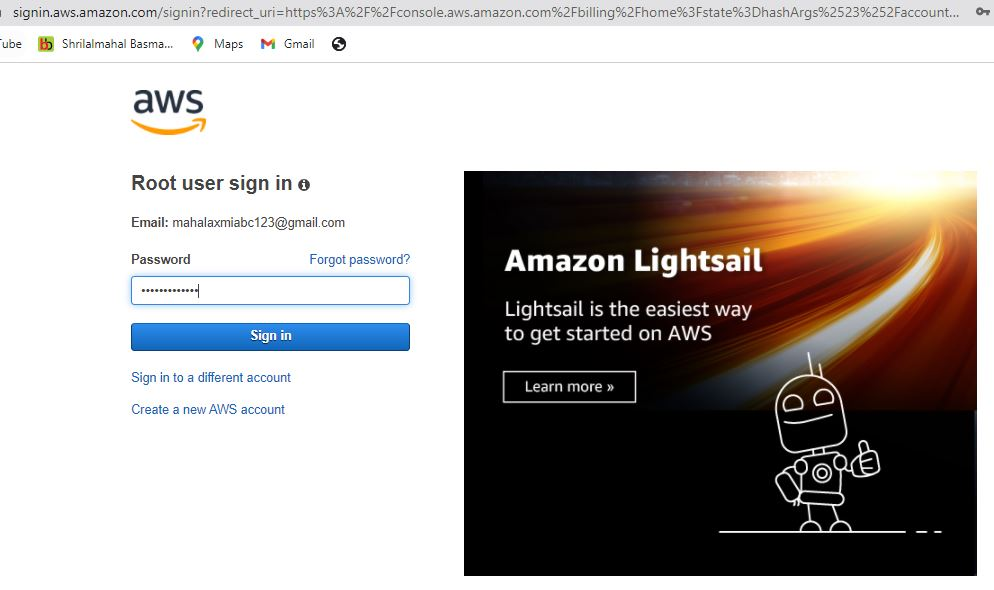 signin.aws.amazon.com/signin?redirect_uri=https%3A%2F%2Fconsole.aws.amazon.com%2Fbilling%2Fhome%3Fstate%3DhashArgs%2523%252Faccount...
Tube Shrilalmahal Basma... Maps Gmail
aws
Root user sign in
Email: mahalaxmiabc123@gmail.com
Password Forgot password?
•••••••••••••
Sign in
Sign in to a different account
Create a new AWS account
Amazon Lightsail
Lightsail is the easiest way
to get started on AWS
Learn more »